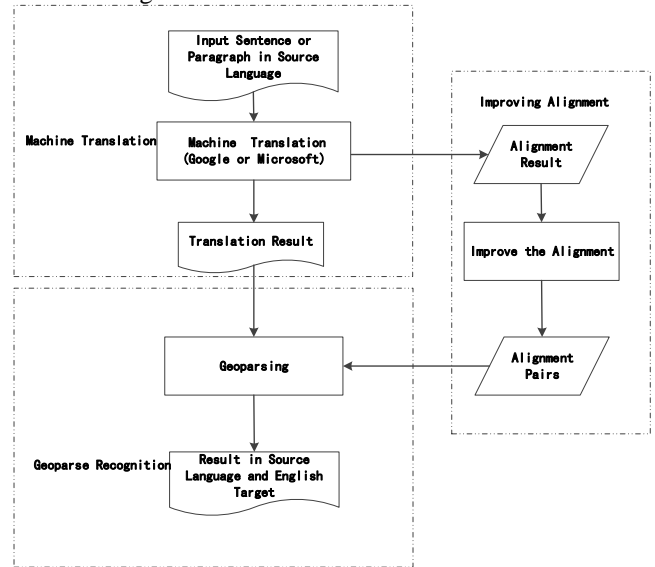 Input Sentence or
Paragraph in Source
Language
Machine Translation
Machine Translation
(Google or Microsoft)
Translation Result
Improving Alignment
Alignment
Result
Improve the Alignment
Alignment
Pairs
Geoparsing
Geoparse Recognition
Result in Source
Language and English
Target